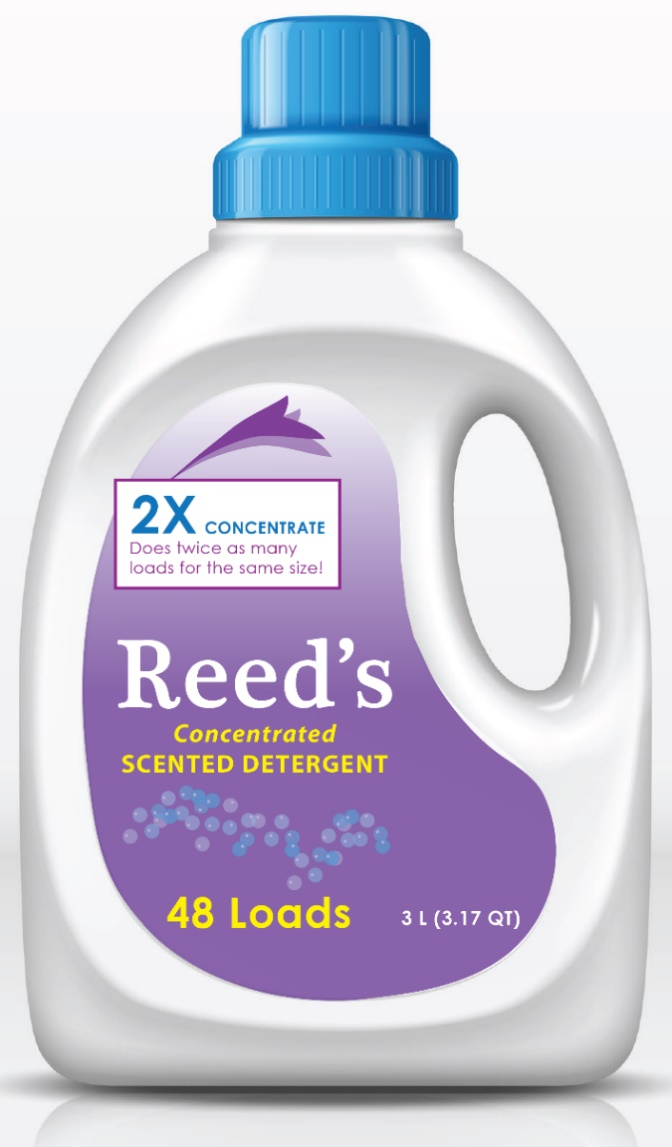 2X CONCENTRATE
Does twice as many
loads for the same size!
Reed's
Concentrated
SCENTED DETERGENT
48 Loads
3 L (3.17 QT)